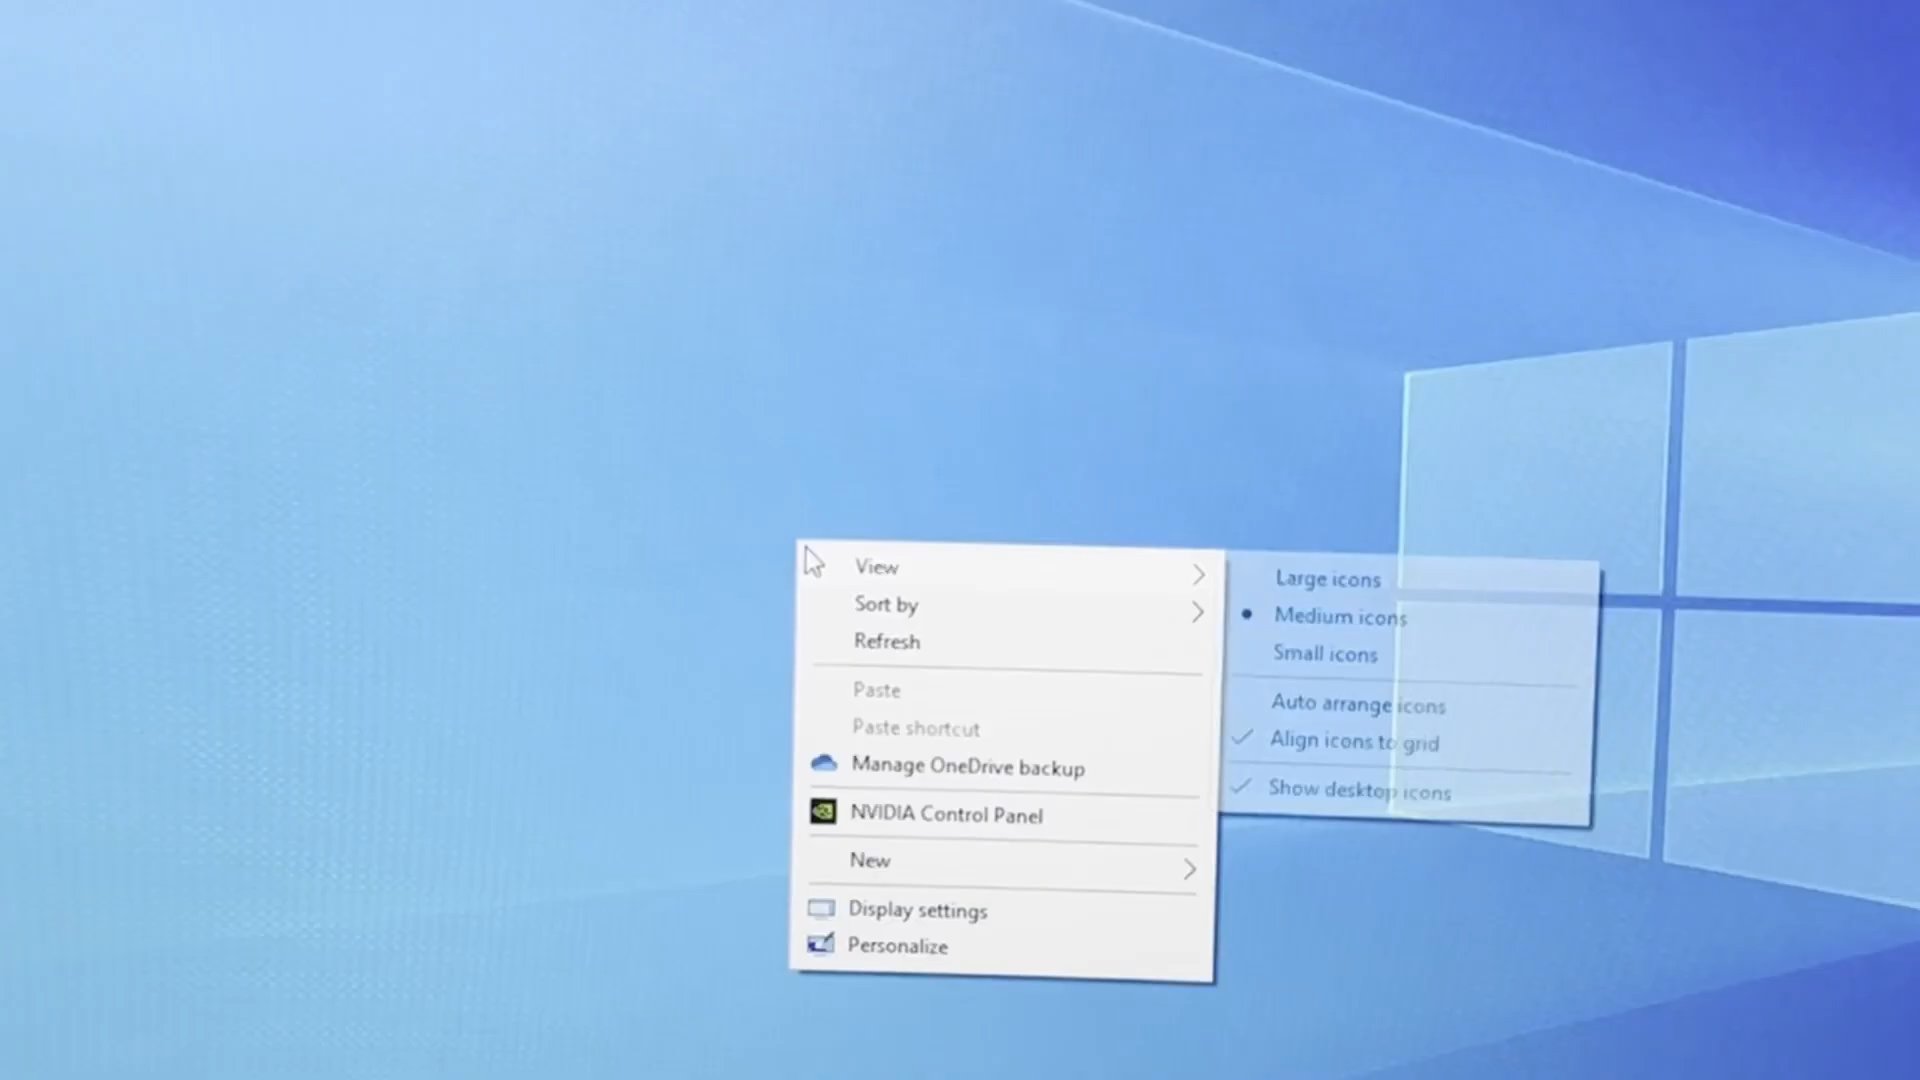 View
Sort by
Refresh
Paste
Paste shortcut
Manage OneDrive backup
NVIDIA Control Panel
New
Display settings
Personalize
Large icons
Medium icons
Small icons
Auto arrange icons
Align icons to grid
Show desktop icons